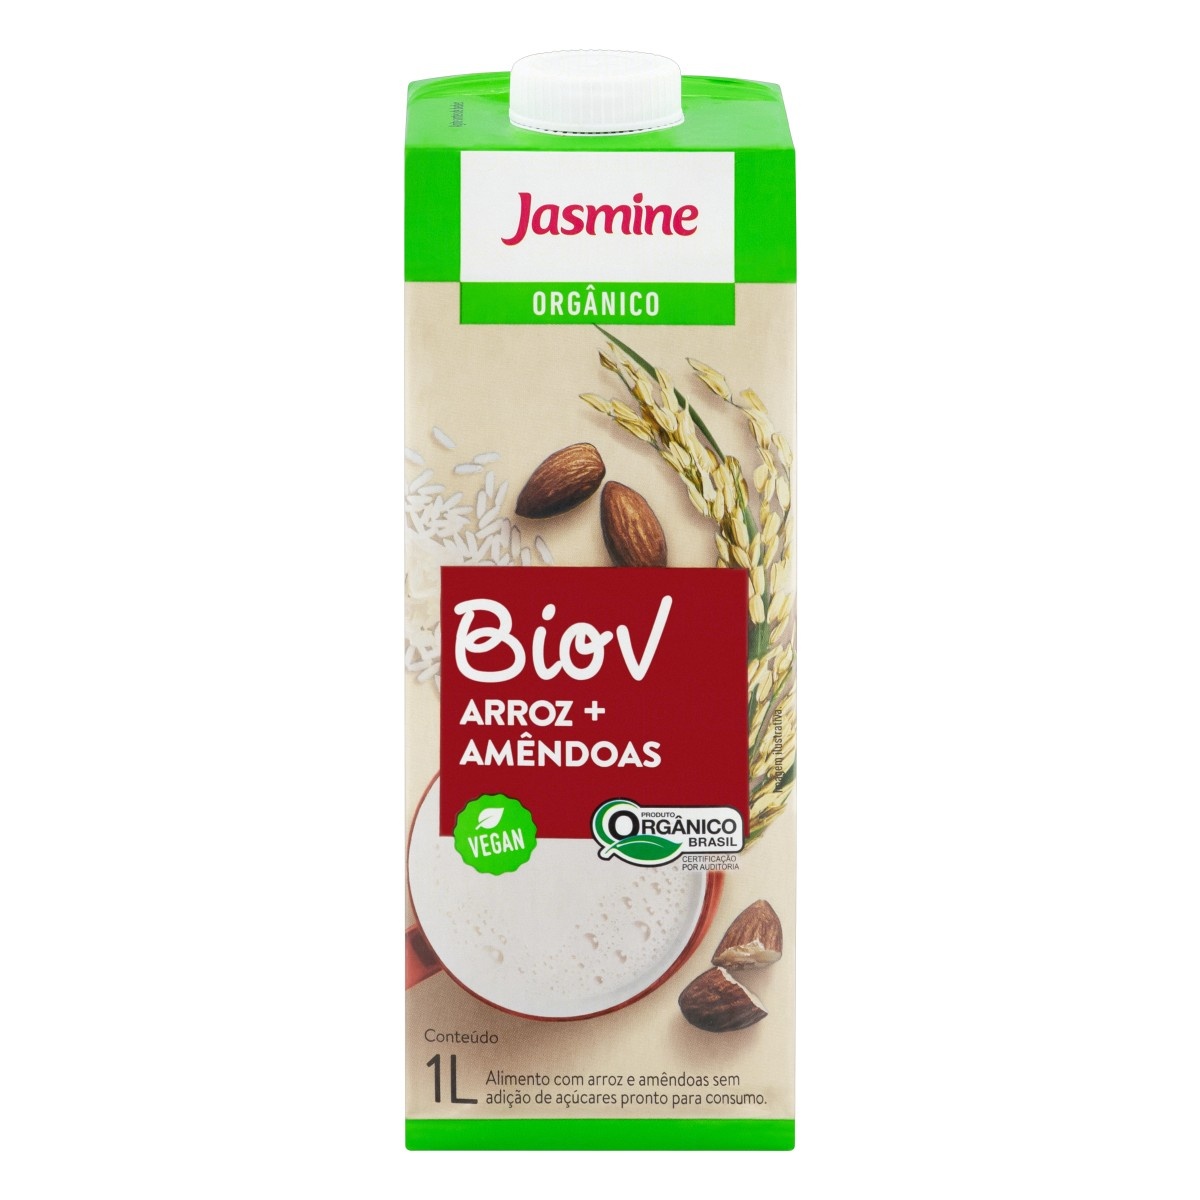 Jasmine
ORGÂNICO
BioV
ARROZ +
AMÊNDOAS
VEGAN
PRODUTO
ORGÂNICO
BRASIL
CERTIFICAÇÃO
POR AUDITORIA
Imagem ilustrativa.
Conteúdo
1L
Alimento com arroz e amêndoas sem
adição de açúcares pronto para consumo.